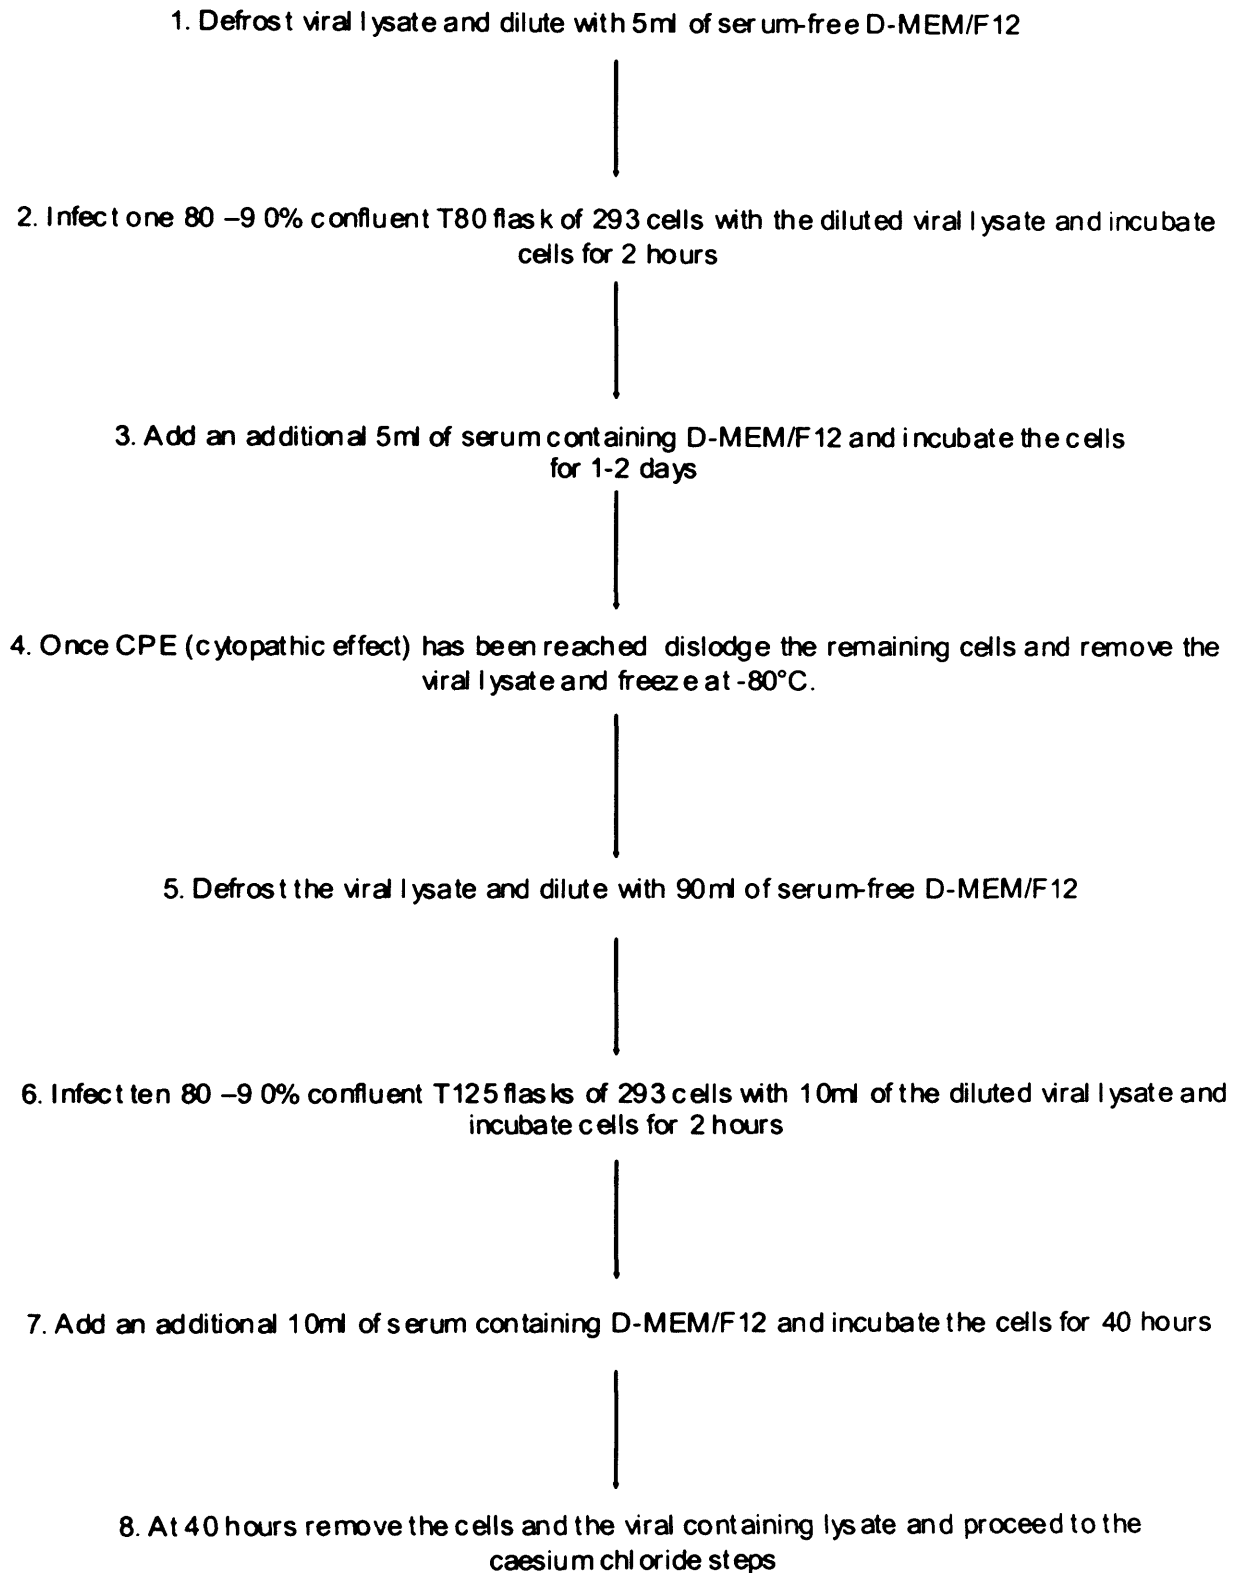 1. Defrost viral lysate and dilute with 5ml of serum-free D-MEM/F12
2. Infect one 80 –90% confluent T80 flask of 293 cells with the diluted viral lysate and incubate
cells for 2 hours
3. Add an additional 5ml of serum containing D-MEM/F12 and incubate the cells
for 1-2 days
4. Once CPE (cytopathic effect) has been reached dislodge the remaining cells and remove the
viral lysate and freeze at -80°C.
5. Defrost the viral lysate and dilute with 90ml of serum-free D-MEM/F12
6. Infect ten 80 –90% confluent T125 flasks of 293 cells with 10ml of the diluted viral lysate and
incubate cells for 2 hours
7. Add an additional 10ml of serum containing D-MEM/F12 and incubate the cells for 40 hours
8. At 40 hours remove the cells and the viral containing lysate and proceed to the
caesium chloride steps